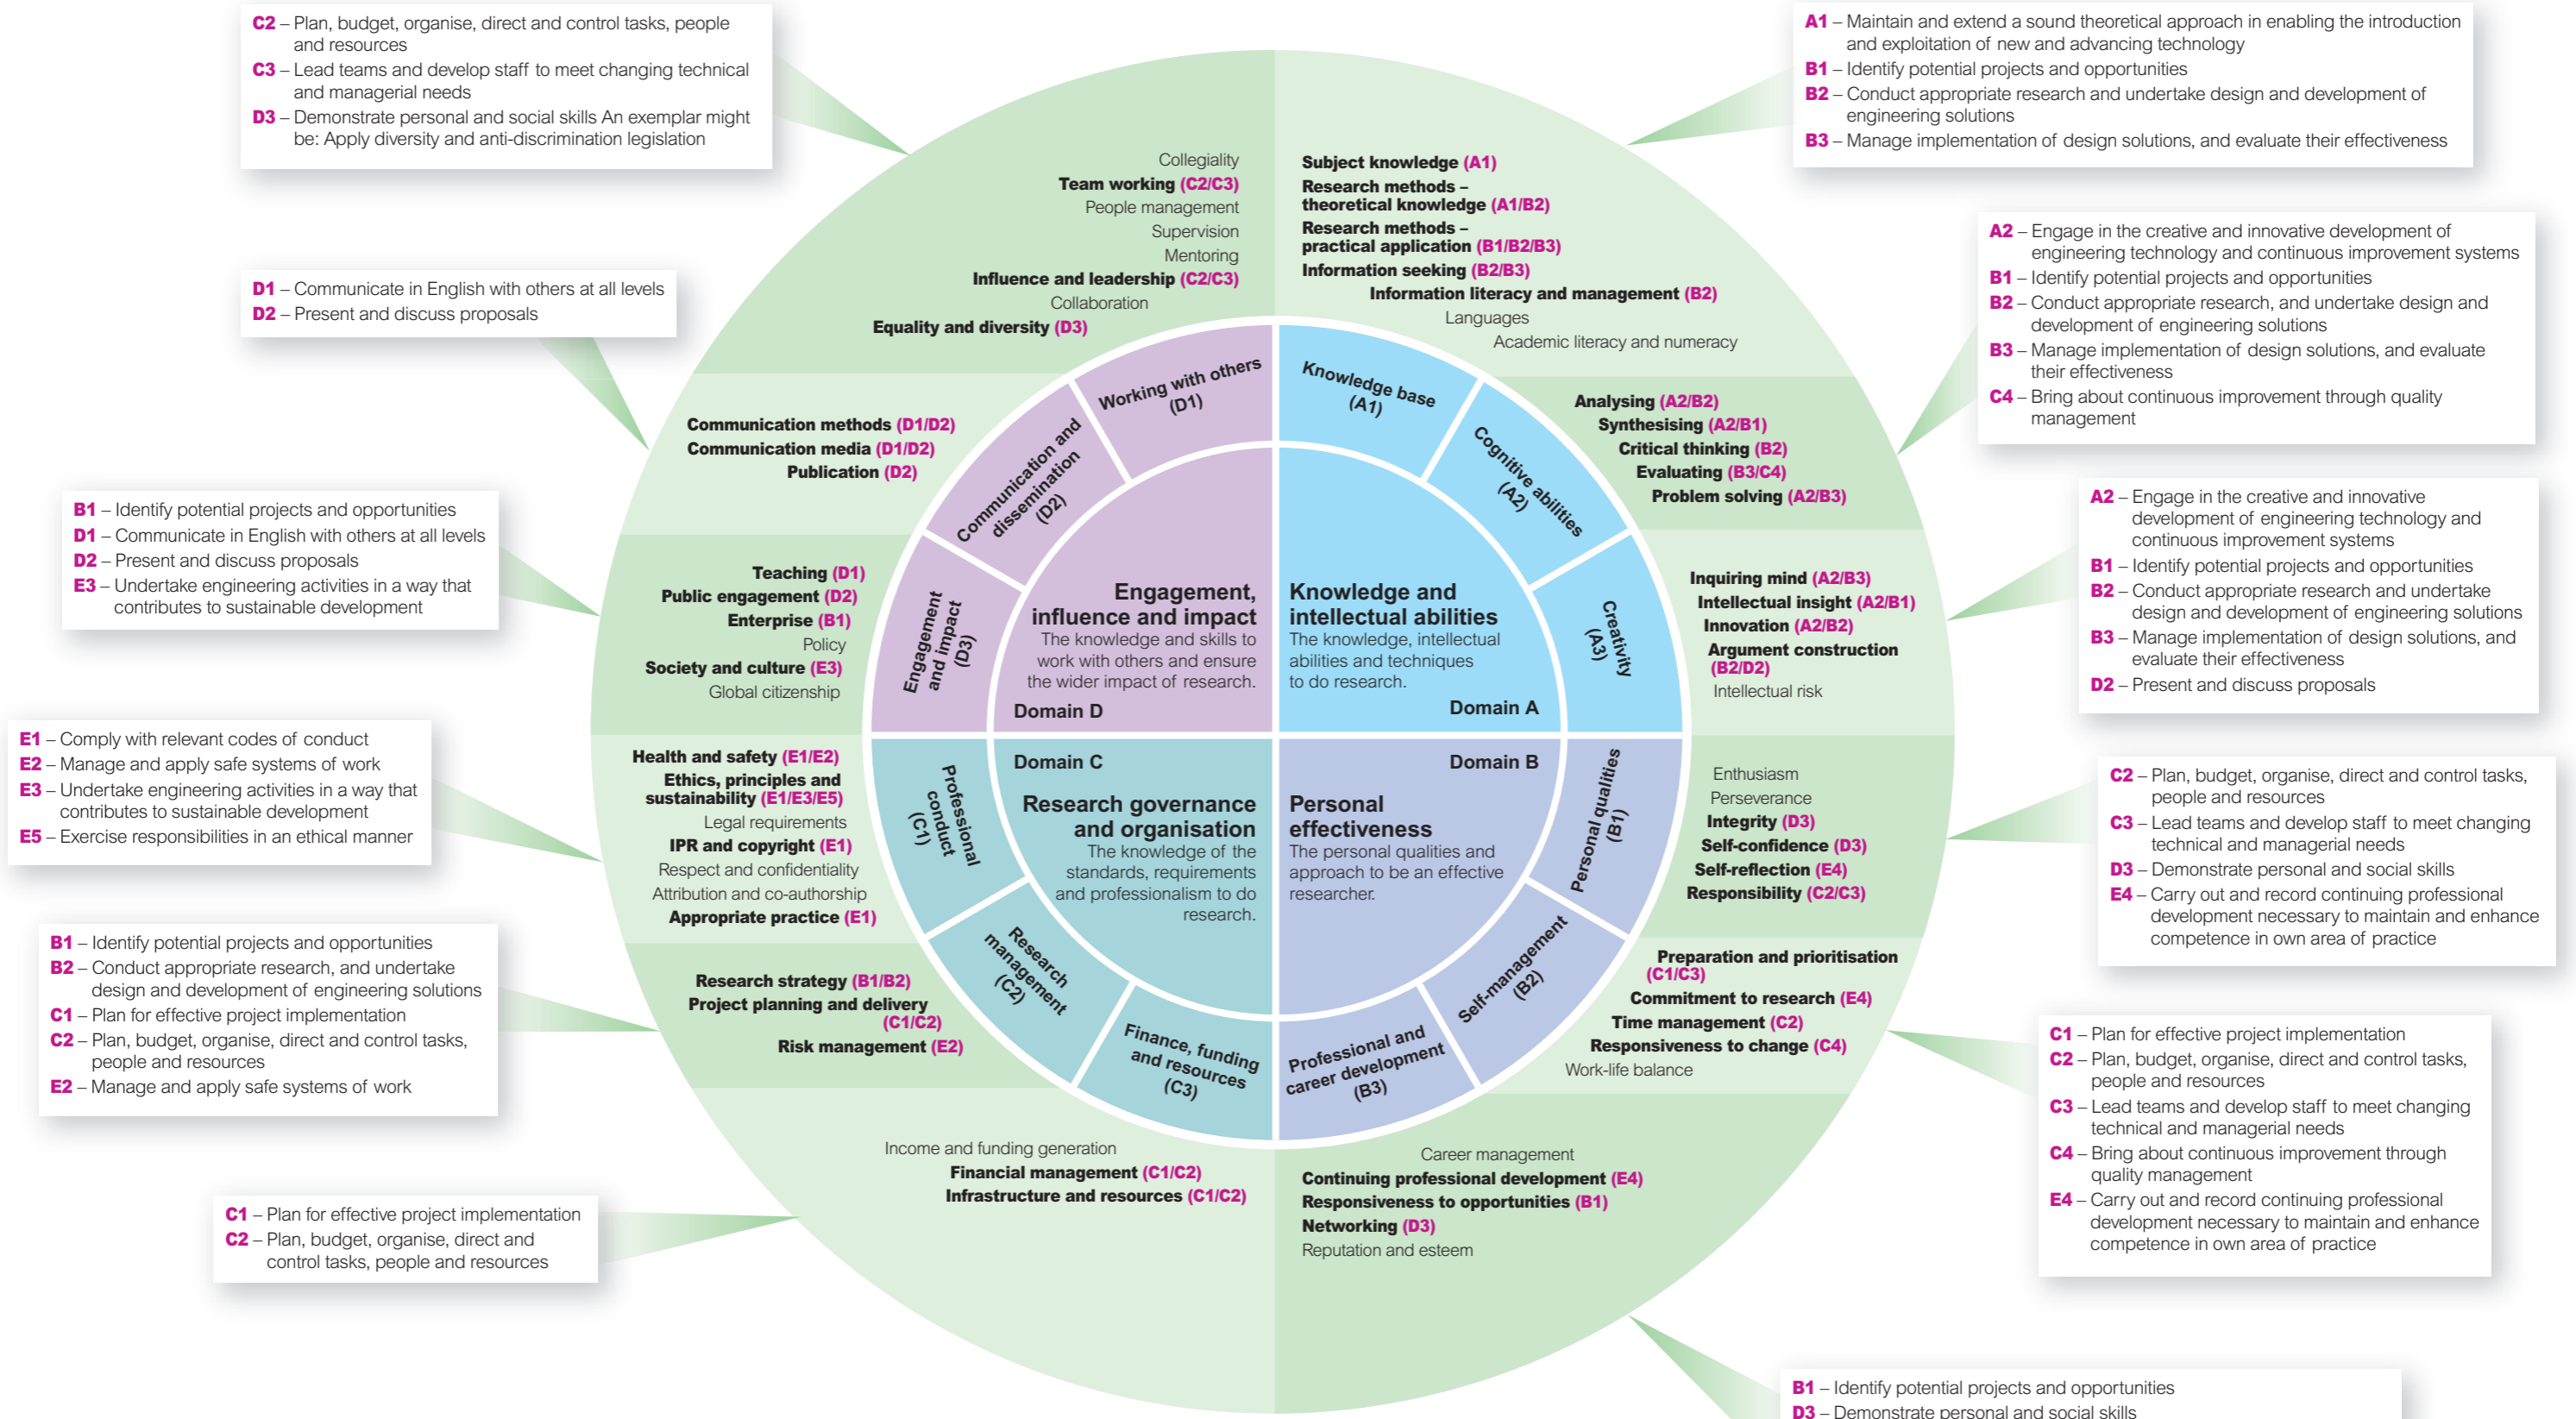 C2 – Plan, budget, organise, direct and control tasks, people
and resources
C3 – Lead teams and develop staff to meet changing technical
and managerial needs
D3 – Demonstrate personal and social skills An exemplar might
be: Apply diversity and anti-discrimination legislation
D1 – Communicate in English with others at all levels
D2 – Present and discuss proposals
B1 – Identify potential projects and opportunities
D1 – Communicate in English with others at all levels
D2 – Present and discuss proposals
E3 – Undertake engineering activities in a way that
contributes to sustainable development
E1 – Comply with relevant codes of conduct
E2 – Manage and apply safe systems of work
E3 – Undertake engineering activities in a way that
contributes to sustainable development
E5 – Exercise responsibilities in an ethical manner
B1 – Identify potential projects and opportunities
B2 – Conduct appropriate research, and undertake
design and development of engineering solutions
C1 – Plan for effective project implementation
C2 – Plan, budget, organise, direct and control tasks,
people and resources
E2 – Manage and apply safe systems of work
C1 – Plan for effective project implementation
C2 – Plan, budget, organise, direct and
control tasks, people and resources
Collegiality
Team working (C2/C3)
People management
Supervision
Mentoring
Influence and leadership (C2/C3)
Collaboration
Equality and diversity (D3)
Communication methods (D1/D2)
Communication media (D1/D2)
Publication (D2)
Teaching (D1)
Public engagement (D2)
Enterprise (B1)
Policy
Society and culture (E3)
Global citizenship
Health and safety (E1/E2)
Ethics, principles and
sustainability (E1/E3/E5)
Legal requirements
IPR and copyright (E1)
Respect and confidentiality
Attribution and co-authorship
Appropriate practice (E1)
Research strategy (B1/B2)
Project planning and delivery
(C1/C2)
Risk management (E2)
Income and funding generation
Financial management (C1/C2)
Infrastructure and resources (C1/C2)
Working with others
(D1)
Communication and
dissemination
(D2)
Engagement
and impact
(D3)
Professional
conduct
(C1)
Research
management
(C2)
Finance, funding
and resources
(C3)
Engagement,
influence and impact
The knowledge and skills to
work with others and ensure
the wider impact of research.
Domain D
Domain C
Research governance
and organisation
The knowledge of the
standards, requirements
and professionalism to do
research.
Knowledge and
intellectual abilities
The knowledge, intellectual
abilities and techniques
to do research.
Domain A
Domain B
Personal
effectiveness
The personal qualities and
approach to be an effective
researcher.
Knowledge base
(A1)
Cognitive abilities
(A2)
Creativity
(A3)
Personal qualities
(B1)
Self-management
(B2)
Professional and
career development
(B3)
Subject knowledge (A1)
Research methods –
theoretical knowledge (A1/B2)
Research methods –
practical application (B1/B2/B3)
Information seeking (B2/B3)
Information literacy and management (B2)
Languages
Academic literacy and numeracy
Analysing (A2/B2)
Synthesising (A2/B1)
Critical thinking (B2)
Evaluating (B3/C4)
Problem solving (A2/B3)
Inquiring mind (A2/B3)
Intellectual insight (A2/B1)
Innovation (A2/B2)
Argument construction
(B2/D2)
Intellectual risk
Enthusiasm
Perseverance
Integrity (D3)
Self-confidence (D3)
Self-reflection (E4)
Responsibility (C2/C3)
Preparation and prioritisation
(C1/C3)
Commitment to research (E4)
Time management (C2)
Responsiveness to change (C4)
Work-life balance
Career management
Continuing professional development (E4)
Responsiveness to opportunities (B1)
Networking (D3)
Reputation and esteem
A1 – Maintain and extend a sound theoretical approach in enabling the introduction
and exploitation of new and advancing technology
B1 – Identify potential projects and opportunities
B2 – Conduct appropriate research and undertake design and development of
engineering solutions
B3 – Manage implementation of design solutions, and evaluate their effectiveness
A2 – Engage in the creative and innovative development of
engineering technology and continuous improvement systems
B1 – Identify potential projects and opportunities
B2 – Conduct appropriate research, and undertake design and
development of engineering solutions
B3 – Manage implementation of design solutions, and evaluate
their effectiveness
C4 – Bring about continuous improvement through quality
management
A2 – Engage in the creative and innovative
development of engineering technology and
continuous improvement systems
B1 – Identify potential projects and opportunities
B2 – Conduct appropriate research and undertake
design and development of engineering solutions
B3 – Manage implementation of design solutions, and
evaluate their effectiveness
D2 – Present and discuss proposals
C2 – Plan, budget, organise, direct and control tasks,
people and resources
C3 – Lead teams and develop staff to meet changing
technical and managerial needs
D3 – Demonstrate personal and social skills
E4 – Carry out and record continuing professional
development necessary to maintain and enhance
competence in own area of practice
C1 – Plan for effective project implementation
C2 – Plan, budget, organise, direct and control tasks,
people and resources
C3 – Lead teams and develop staff to meet changing
technical and managerial needs
C4 – Bring about continuous improvement through
quality management
E4 – Carry out and record continuing professional
development necessary to maintain and enhance
competence in own area of practice
B1 – Identify potential projects and opportunities
D3 – Demonstrate personal and social skills